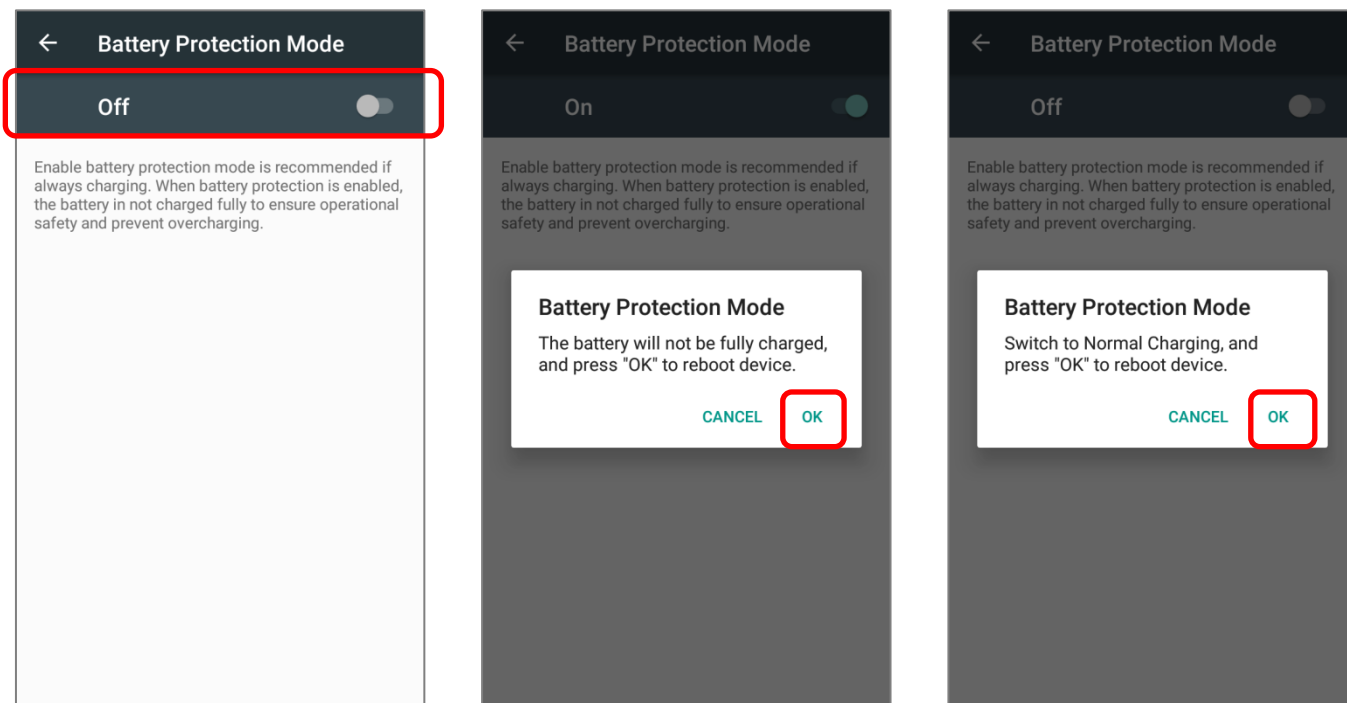 Battery Protection Mode
Off
Enable battery protection mode is recommended if
always charging. When battery protection is enabled,
the battery in not charged fully to ensure operational
safety and prevent overcharging.
Battery Protection Mode
On
Enable battery protection mode is recommended if
always charging. When battery protection is enabled,
the battery in not charged fully to ensure operational
safety and prevent overcharging.
Battery Protection Mode
The battery will not be fully charged,
and press "OK" to reboot device.
CANCEL OK
Battery Protection Mode
Off
Enable battery protection mode is recommended if
always charging. When battery protection is enabled,
the battery in not charged fully to ensure operational
safety and prevent overcharging.
Battery Protection Mode
Switch to Normal Charging, and
press "OK" to reboot device.
CANCEL OK